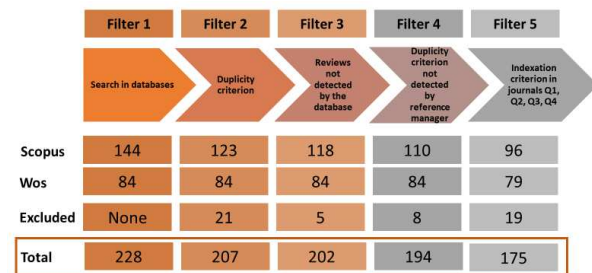 Filter 1 Filter 2 Filter 3 Filter 4 Filter 5
Search in databases
Duplicity
criterion
Reviews
not
detected
by the
database
Duplicity
criterion
not
detected
by
reference
manager
Indexation
criterion in
journals Q1,
Q2, Q3, Q4
Scopus 144 123 118 110 96
Wos 84 84 84 84 79
Excluded None 21 5 8 19
Total 228 207 202 194 175